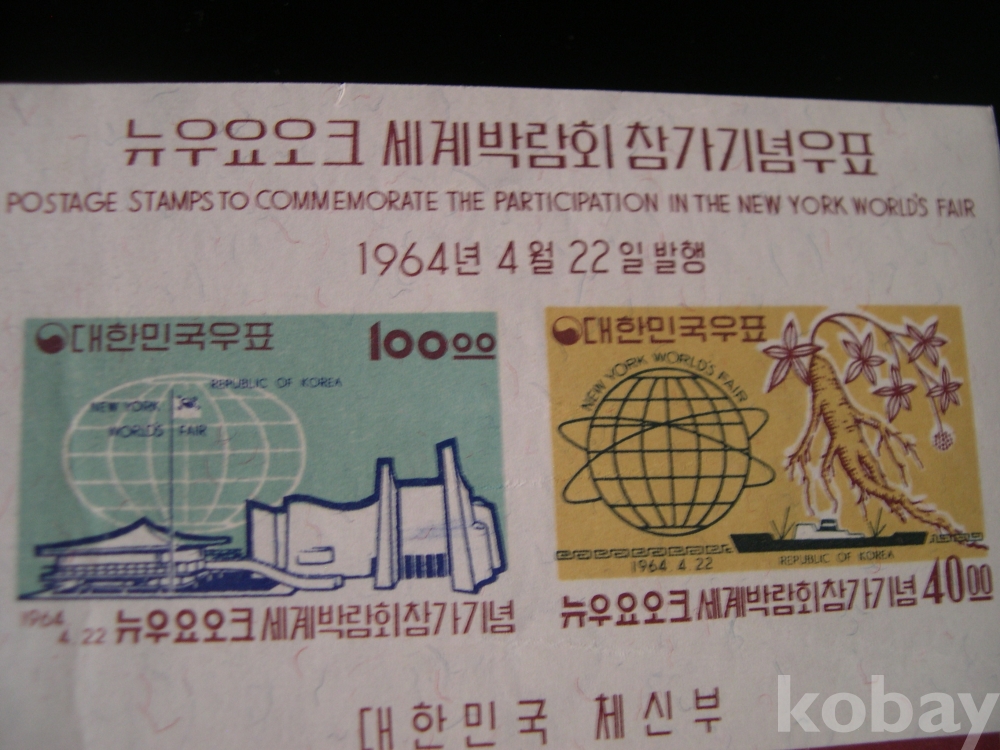 뉴우요오크 세계박람회 참가기념우표
POSTAGE STAMPS TO COMMEMORATE THE PARTICIPATION IN THE NEW YORK WORLD'S FAIR
1964년 4월 22일 발행
대한민국우표 10000
REPUBLIC OF KOREA
NEW YORK
WORLDS FAIR
1964.
4.22 뉴우요오크 세계박람회참가기념
대한민국우표
NEW YORK WORLD'S FAIR
REPUBLIC OF KOREA
1964.4.22
뉴우요오크 세계박람회참가기념 4000
대한민국 체신부
kobay